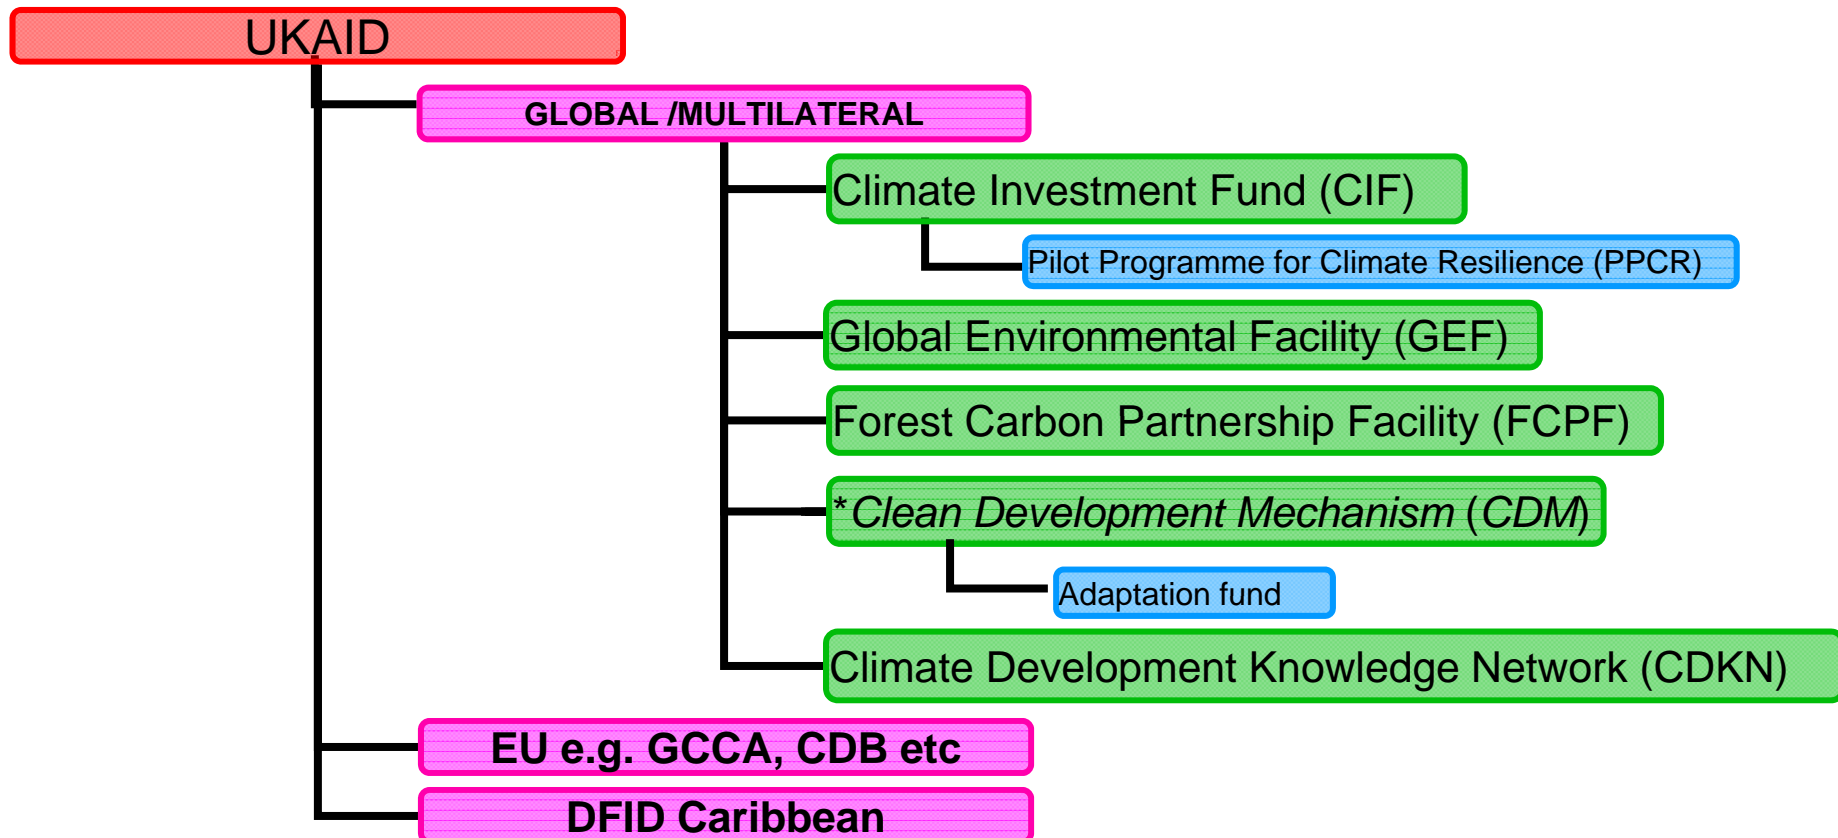 UKAID
GLOBAL /MULTILATERAL
Climate Investment Fund (CIF)
Pilot Programme for Climate Resilience (PPCR)
Global Environmental Facility (GEF)
Forest Carbon Partnership Facility (FCPF)
*Clean Development Mechanism (CDM)
Adaptation fund
Climate Development Knowledge Network (CDKN)
EU e.g. GCCA, CDB etc
DFID Caribbean